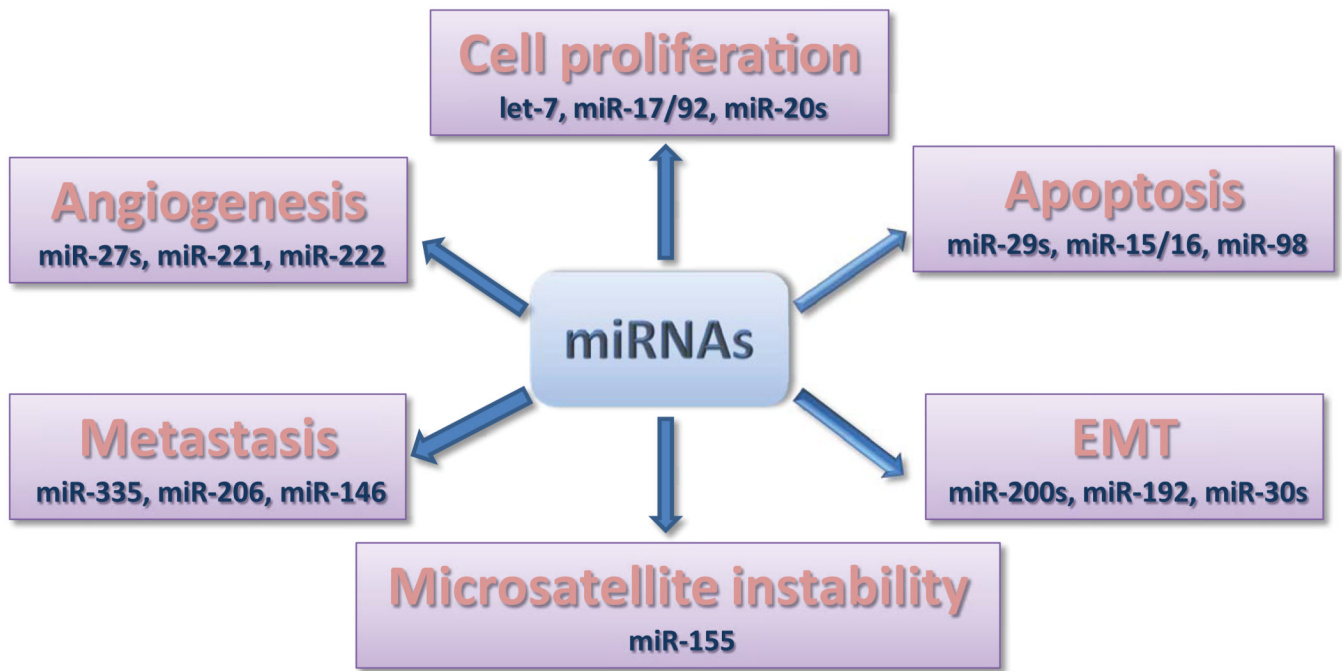 Cell proliferation
let-7, miR-17/92, miR-20s
Angiogenesis
miR-27s, miR-221, miR-222
Apoptosis
miR-29s, miR-15/16, miR-98
miRNAs
Metastasis
miR-335, miR-206, miR-146
EMT
miR-200s, miR-192, miR-30s
Microsatellite instability
miR-155